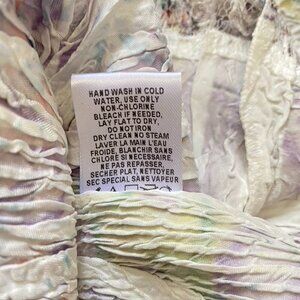 HAND WASH IN COLD
WATER, USE ONLY
NON-CHLORINE
BLEACH IF NEEDED,
LAY FLAT TO DRY,
DO NOT IRON
DRY CLEAN NO STEAM
LAVER LA MAIN L'EAU
FROIDE, BLANCHIR SANS
CHLORE SI NECESSAIRE,
NE PAS REPASSER,
SECHER PLAT, NETTOYER
SEC SPECIAL SANS VAPEUR